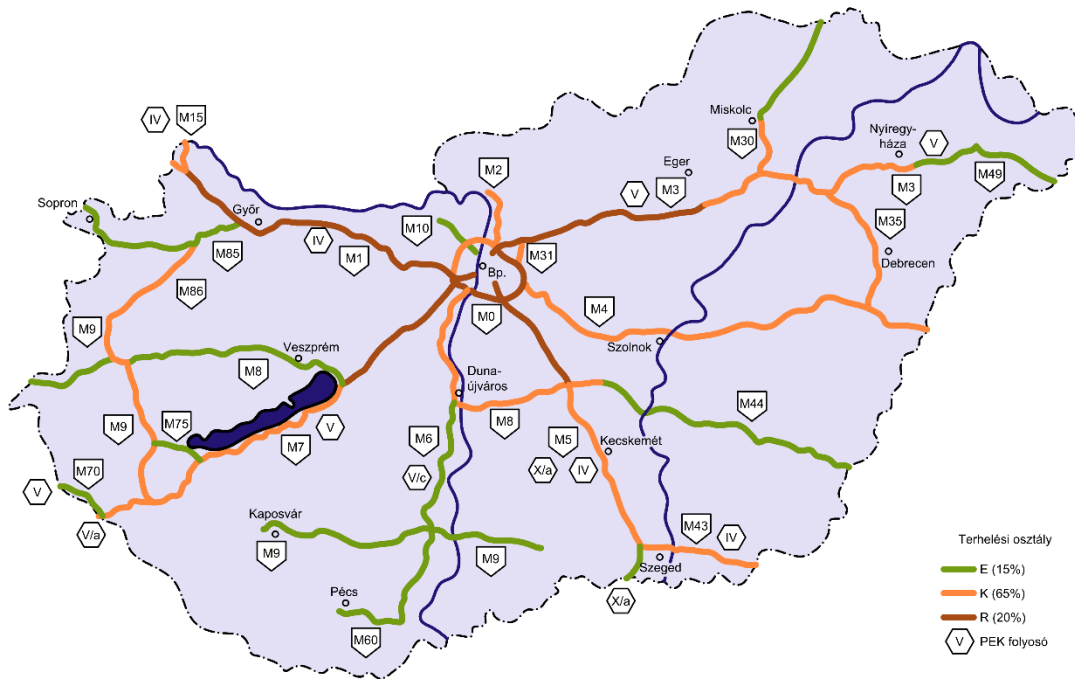 IV
M15
Miskolc
M30
Nyíregy-
háza
V
M3
M49
Eger
V
M3
M2
Sopron
Győr
M10
M35
IV
M1
M31
Bp.
Debrecen
M85
M86
M0
M4
M9
Szolnok
Veszprém
M8
Duna-
újváros
M44
M9
M75
M7
V
M6
M8
M5
Kecskemét
V/c
X/a
IV
M70
V
V/a
Kaposvár
M9
M9
M43
IV
Szeged
X/a
Pécs
M60
Terhelési osztály
E (15%)
K (65%)
R (20%)
V
PEK folyosó